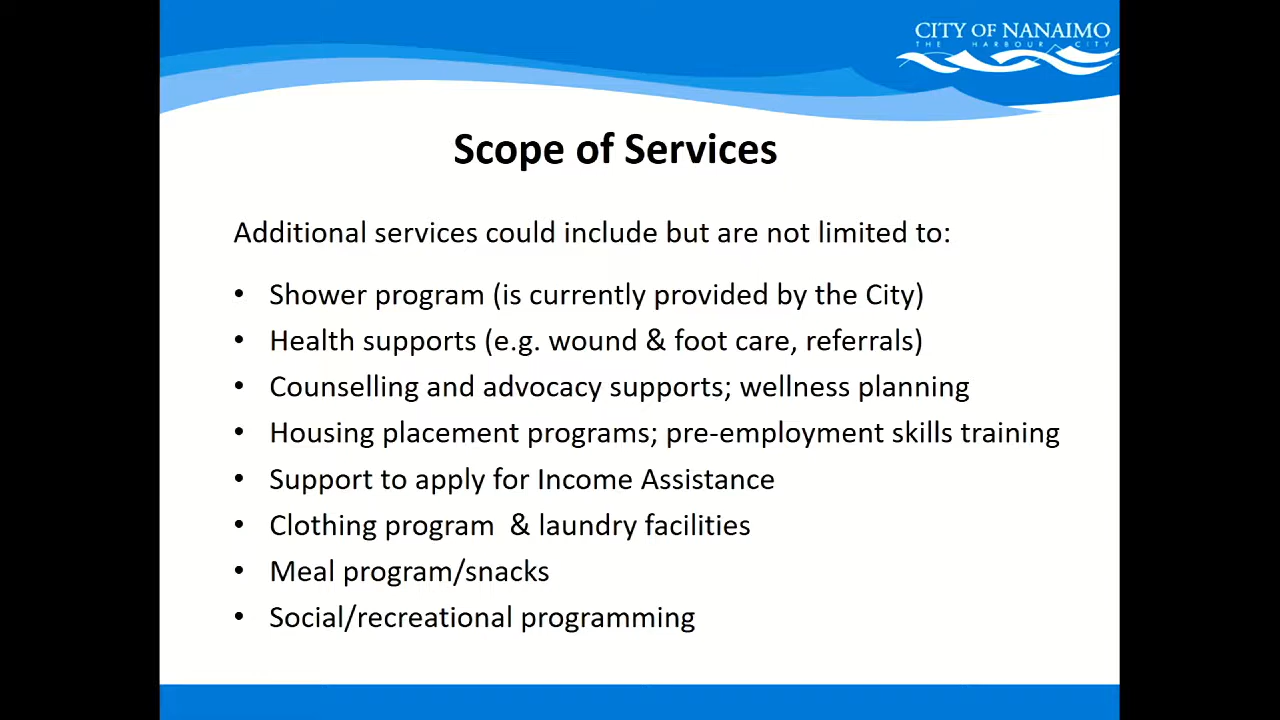 CITY OF NANAIMO
THE HARBOUR CITY
Scope of Services
Additional services could include but are not limited to:
• Shower program (is currently provided by the City)
• Health supports (e.g. wound & foot care, referrals)
• Counselling and advocacy supports; wellness planning
• Housing placement programs; pre-employment skills training
• Support to apply for Income Assistance
• Clothing program & laundry facilities
• Meal program/snacks
• Social/recreational programming